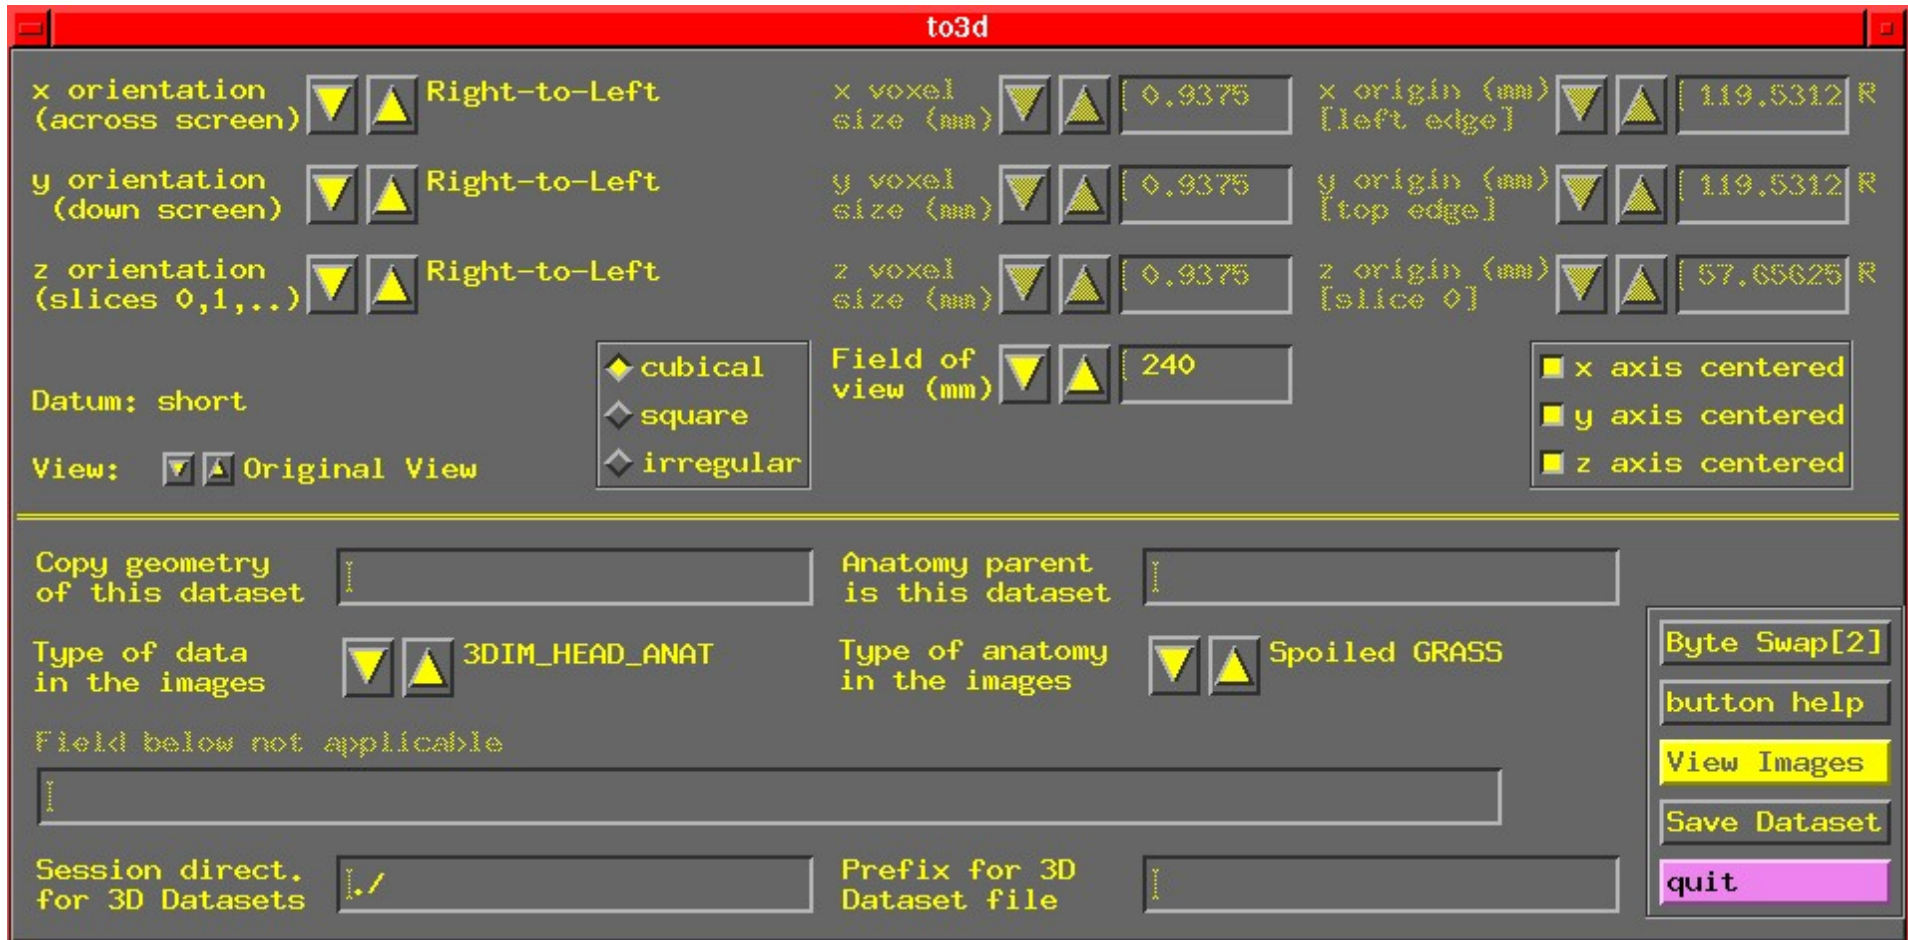 to3d
x orientation
(across screen)
Right-to-Left
x voxel
size (mm)
0.9375
x origin (mm)
[left edge]
119.5312 R
y orientation
(down screen)
Right-to-Left
y voxel
size (mm)
0.9375
y origin (mm)
[top edge]
119.5312 R
z orientation
(slices 0,1,..)
Right-to-Left
z voxel
size (mm)
0.9375
z origin (mm)
[slice 0]
57.65625 R
Datum: short
View: Original View
cubical
square
irregular
Field of
view (mm)
240
x axis centered
y axis centered
z axis centered
Copy geometry
of this dataset
Anatomy parent
is this dataset
Type of data
in the images
3DIM_HEAD_ANAT
Type of anatomy
in the images
Spoiled GRASS
Field below not applicable
Session direct.
for 3D Datasets
./
Prefix for 3D
Dataset file
Byte Swap[2]
button help
View Images
Save Dataset
quit